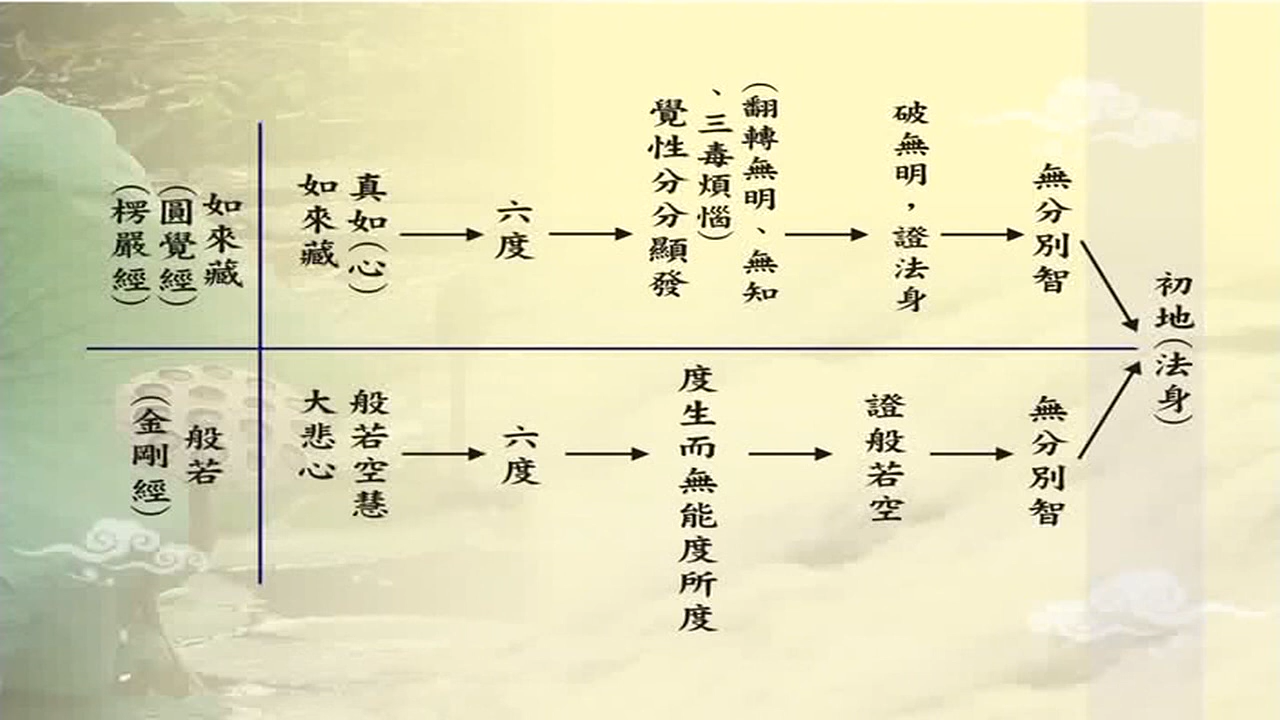 如來藏
(圓覺經)
(楞嚴經)
真如(心)
如來藏
六度
(翻轉無明、無知
、三毒煩惱)
覺性分分顯發
破無明，證法身
無分別智
初地(法身)
般若
(金剛經)
般若空慧
大悲心
六度
度生而無能度所度
證般若空
無分別智